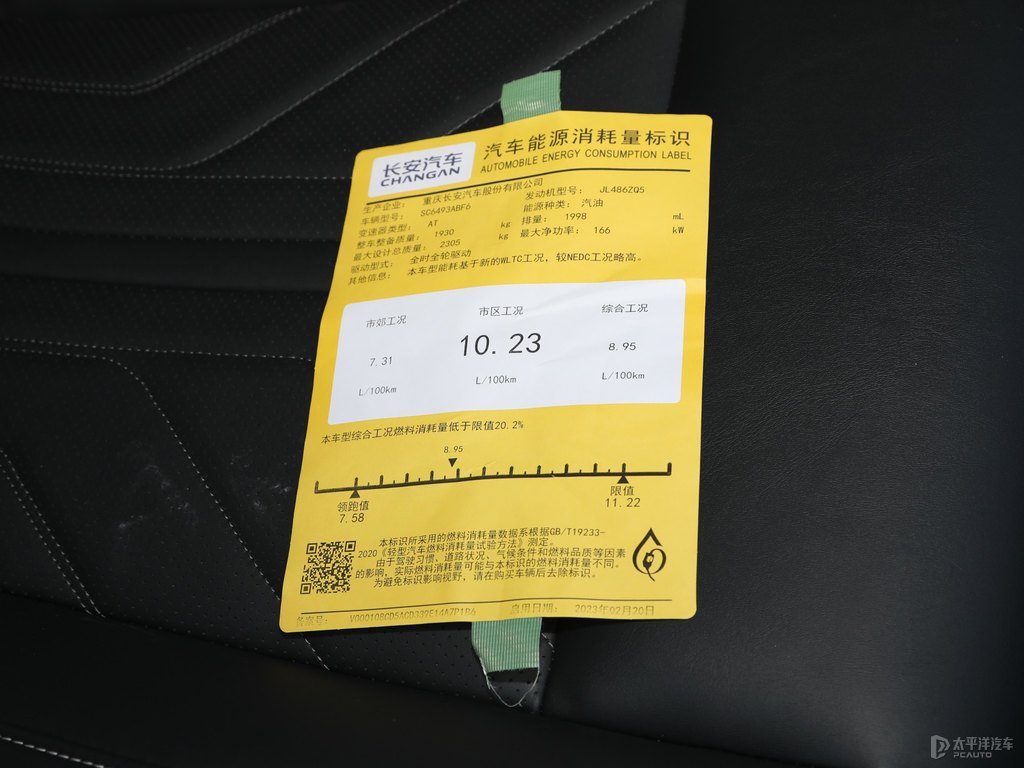 长安汽车
CHANGAN
汽车能源消耗量标识
AUTOMOBILE ENERGY CONSUMPTION LABEL
生产企业： 重庆长安汽车股份有限公司
车辆型号： SC6493ABF6 发动机型号： JL486ZQ5
变速器类型： AT 能源种类： 汽油
整车整备质量： 1930 kg 排量： 1998 mL
最大设计总质量： 2305 kg 最大净功率： 166 kW
驱动型式： 全时全轮驱动
其他信息： 本车型能耗基于新的WLTC工况，较NEDC工况略高。
市郊工况 市区工况 综合工况
7.31 10.23 8.95
L/100km L/100km L/100km
本车型综合工况燃料消耗量低于限值20.2%
8.95
领跑值 限值
7.58 11.22
本标识所采用的燃料消耗量数据系根据GB/T19233-
2020《轻型汽车燃料消耗量试验方法》测定。
由于驾驶习惯、道路状况、气候条件和燃料品质等因素
的影响，实际燃料消耗量可能与本标识的燃料消耗量不同。
为避免标识影响视野，请在购买车辆后去除标识。
备案号： 启用日期： 2023年02月20日
太平洋汽车
PCAUTO